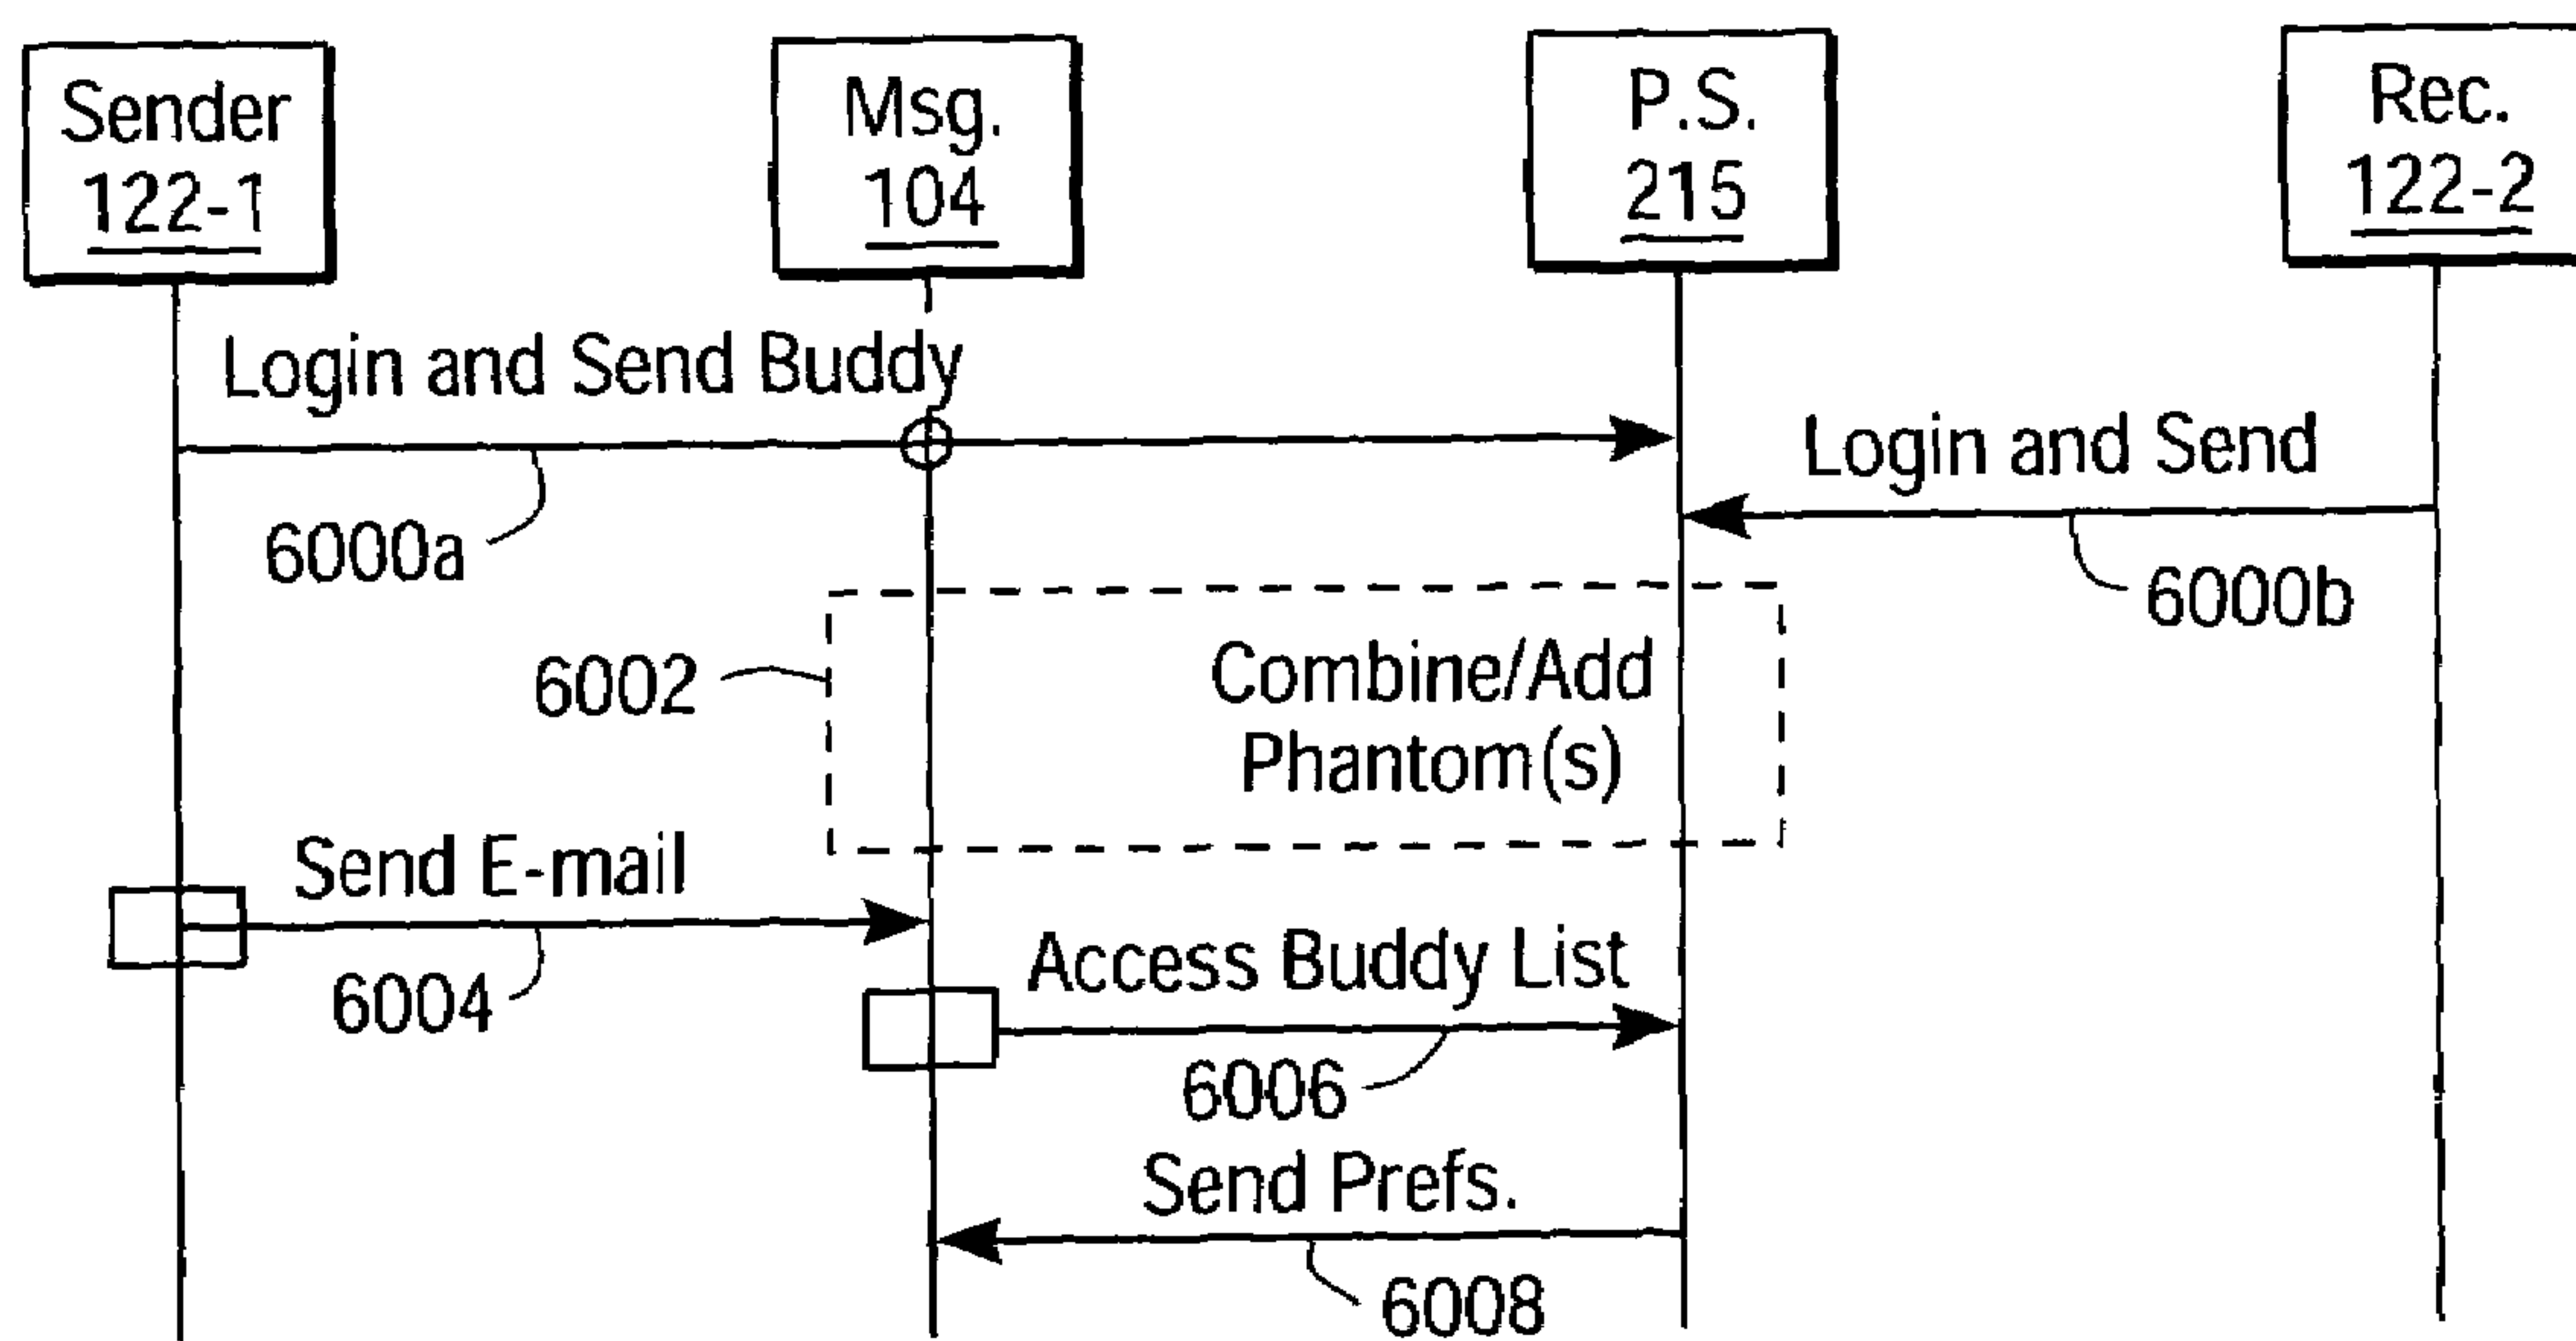 Sender
122-1
Msg.
104
P.S.
215
Rec.
122-2
Login and Send Buddy
6000a
Login and Send
6000b
6002
Combine/Add
Phantom(s)
Send E-mail
6004
Access Buddy List
6006
Send Prefs.
6008